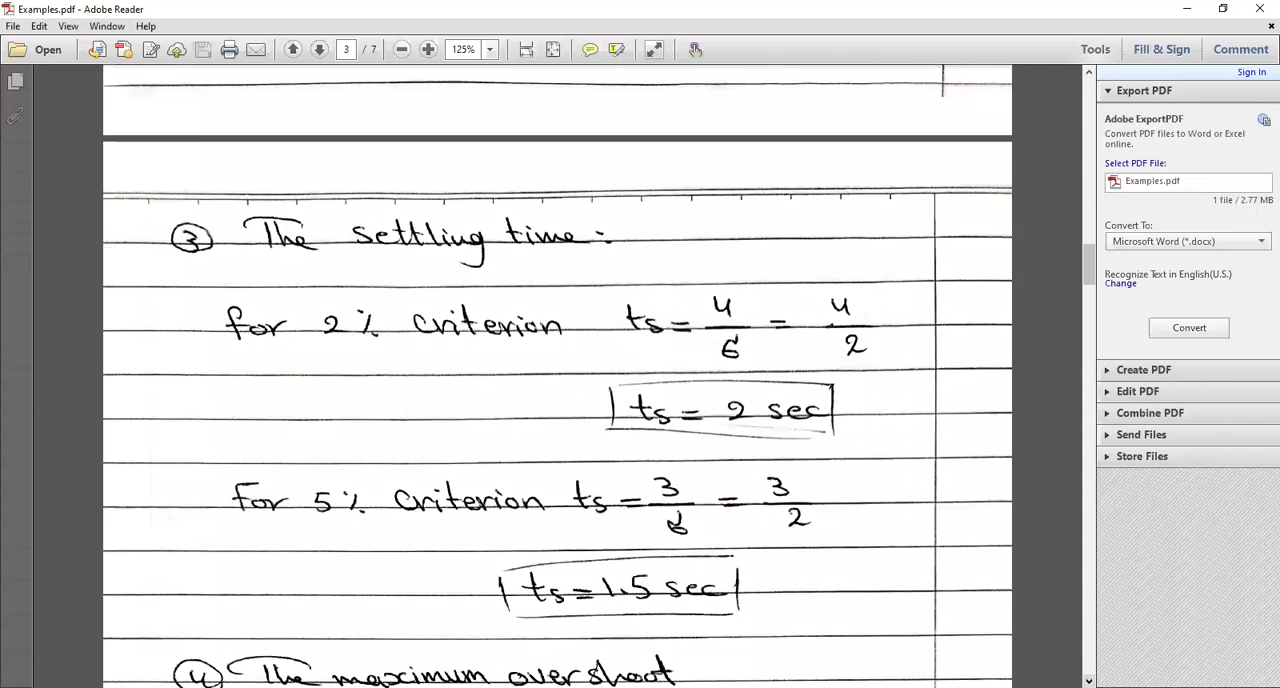 Examples.pdf - Adobe Reader
File Edit View Window Help
Open 3 / 7 125% Tools Fill & Sign Comment
Sign In
Export PDF
Adobe ExportPDF
Convert PDF files to Word or Excel
online.
Select PDF File:
Examples.pdf
1 file / 2.77 MB
Convert To:
Microsoft Word (*.docx)
Recognize Text in English(U.S.)
Change
Convert
Create PDF
Edit PDF
Combine PDF
Send Files
Store Files
③ The settling time:
for 2% criterion ts = 4/6 = 4/2
ts = 2 sec
For 5% criterion ts = 3/6 = 3/2
ts = 1.5 sec
④ The maximum overshoot